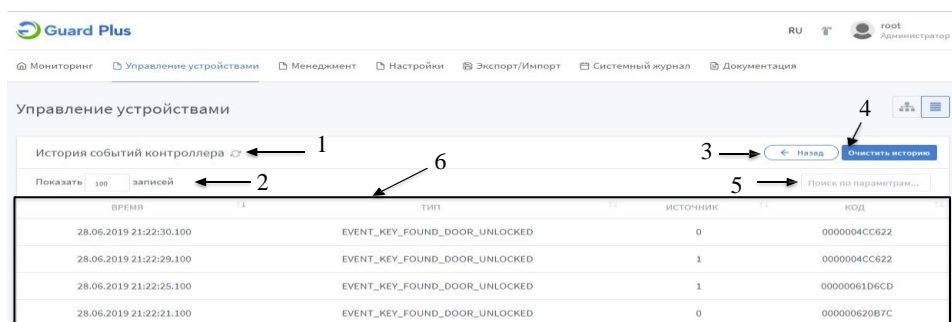 Guard Plus
RU
root
Администратор
Мониторинг Управление устройствами Менеджмент Настройки Экспорт/Импорт Системный журнал Документация
Управление устройствами
4
История событий контроллера
1
3
Назад
Очистить историю
6
Показать 100 записей
2
5
Поиск по параметрам...
ВРЕМЯ ТИП ИСТОЧНИК КОД
28.06.2019 21:22:30.100 EVENT_KEY_FOUND_DOOR_UNLOCKED 0 0000004CC622
28.06.2019 21:22:29.100 EVENT_KEY_FOUND_DOOR_UNLOCKED 1 0000004CC622
28.06.2019 21:22:25.100 EVENT_KEY_FOUND_DOOR_UNLOCKED 1 00000061D6CD
28.06.2019 21:22:21.100 EVENT_KEY_FOUND_DOOR_UNLOCKED 0 000000620B7C